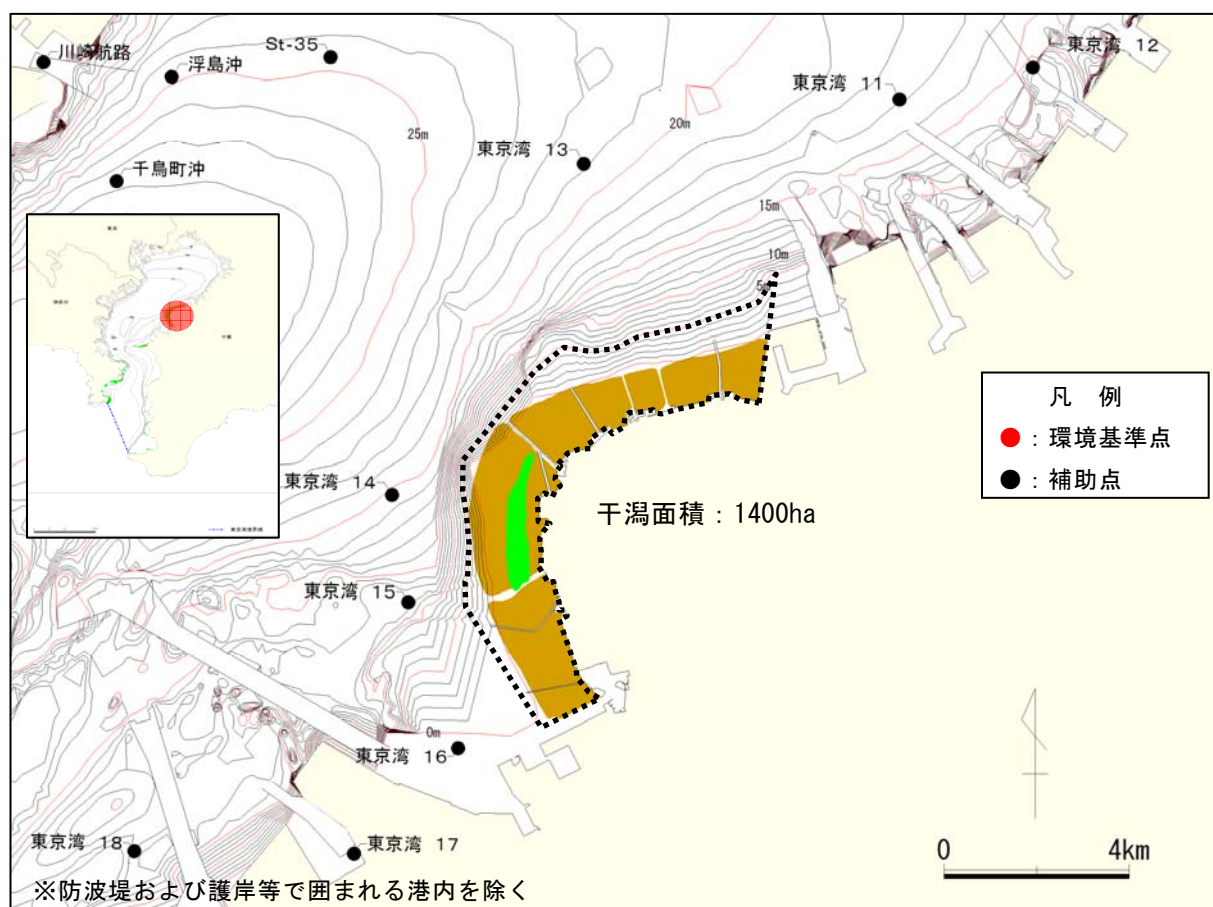 川崎航路
浮島沖
St-35
東京湾 12
東京湾 11
20m
25m
東京湾 13
千鳥町沖
15m
10m
5m
凡 例
●：環境基準点
●：補助点
東京湾 14
干潟面積：1400ha
東京湾 15
0m
東京湾 16
東京湾 18
東京湾 17
0 4km
※防波堤および護岸等で囲まれる港内を除く